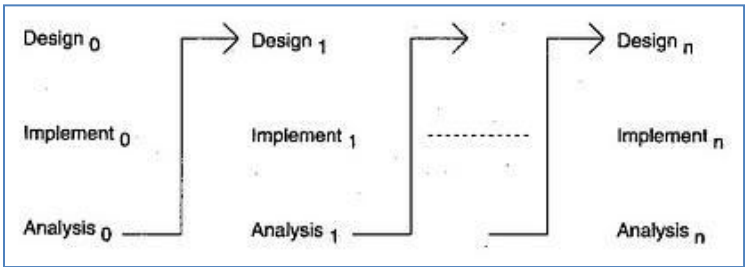 Design 0 Design 1 Design n
Implement 0 Implement 1 Implement n
Analysis 0 Analysis 1 Analysis n